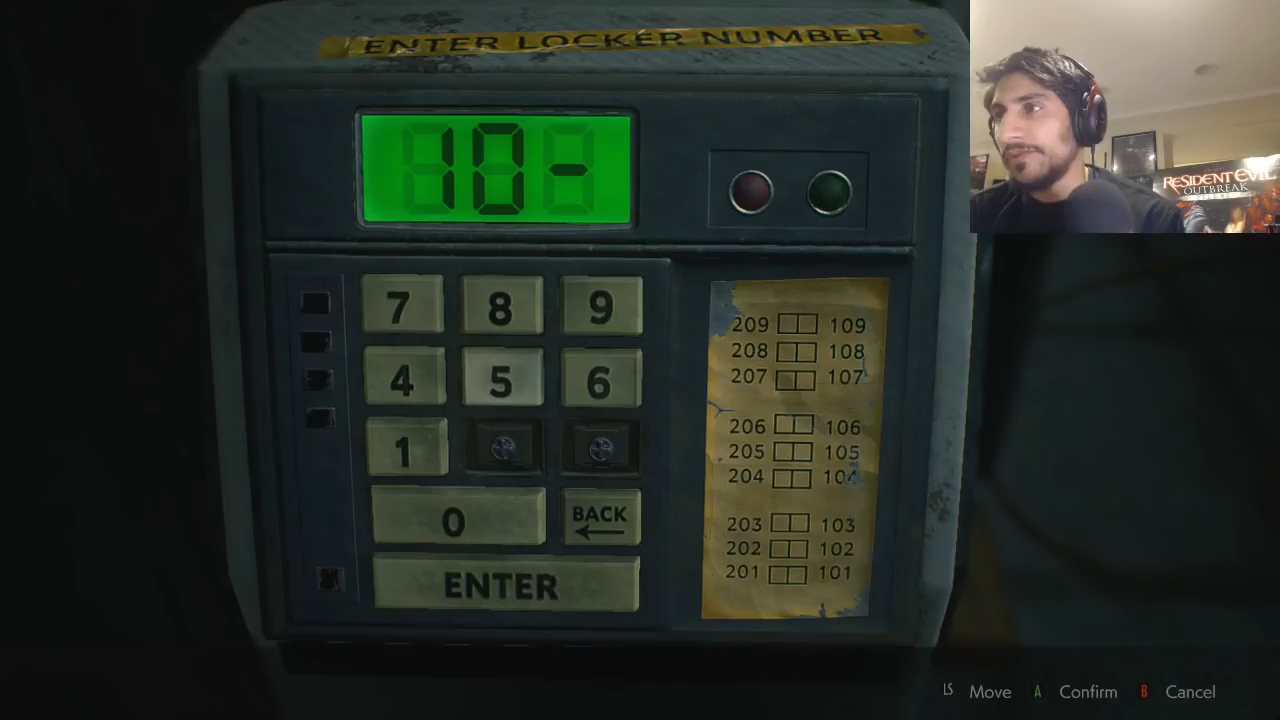 ENTER LOCKER NUMBER
10-
7 8 9
4 5 6
1
0 BACK
ENTER
209 109
208 108
207 107
206 106
205 105
204 104
203 103
202 102
201 101
RESIDENT EVIL
OUTBREAK
LS Move A Confirm B Cancel